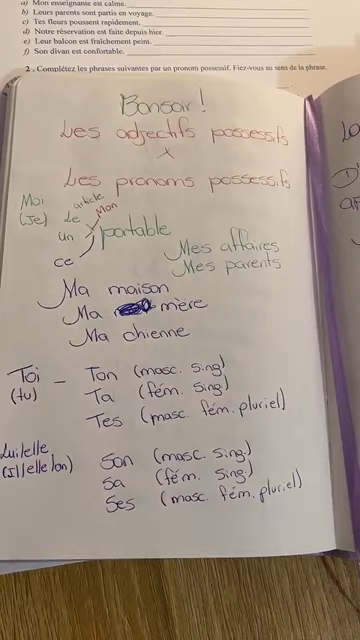 a) Mon enseignante est calme.
b) Leurs parents sont partis en voyage.
c) Tes fleurs poussent rapidement.
d) Notre réservation est faite depuis hier.
e) Leur balcon est fraîchement peint.
f) Son divan est confortable.
2. Complétez les phrases suivantes par un pronom possessif. Fiez-vous au sens de la phrase.
Bonsoir !
Les adjectifs possessifs
x
Les pronoms possessifs
Moi (Je)
article
Le Mon
un portable
ce
Mes affaires
Mes parents
Ma maison
Ma mère
Ma chienne
Toi – Ton (masc. sing)
(tu) Ta (fém. sing)
Tes (masc. fém. pluriel)
Lui/elle Son (masc. sing.)
(Il/elle/on) sa (fém. sing.)
Ses (masc. fém. pluriel)